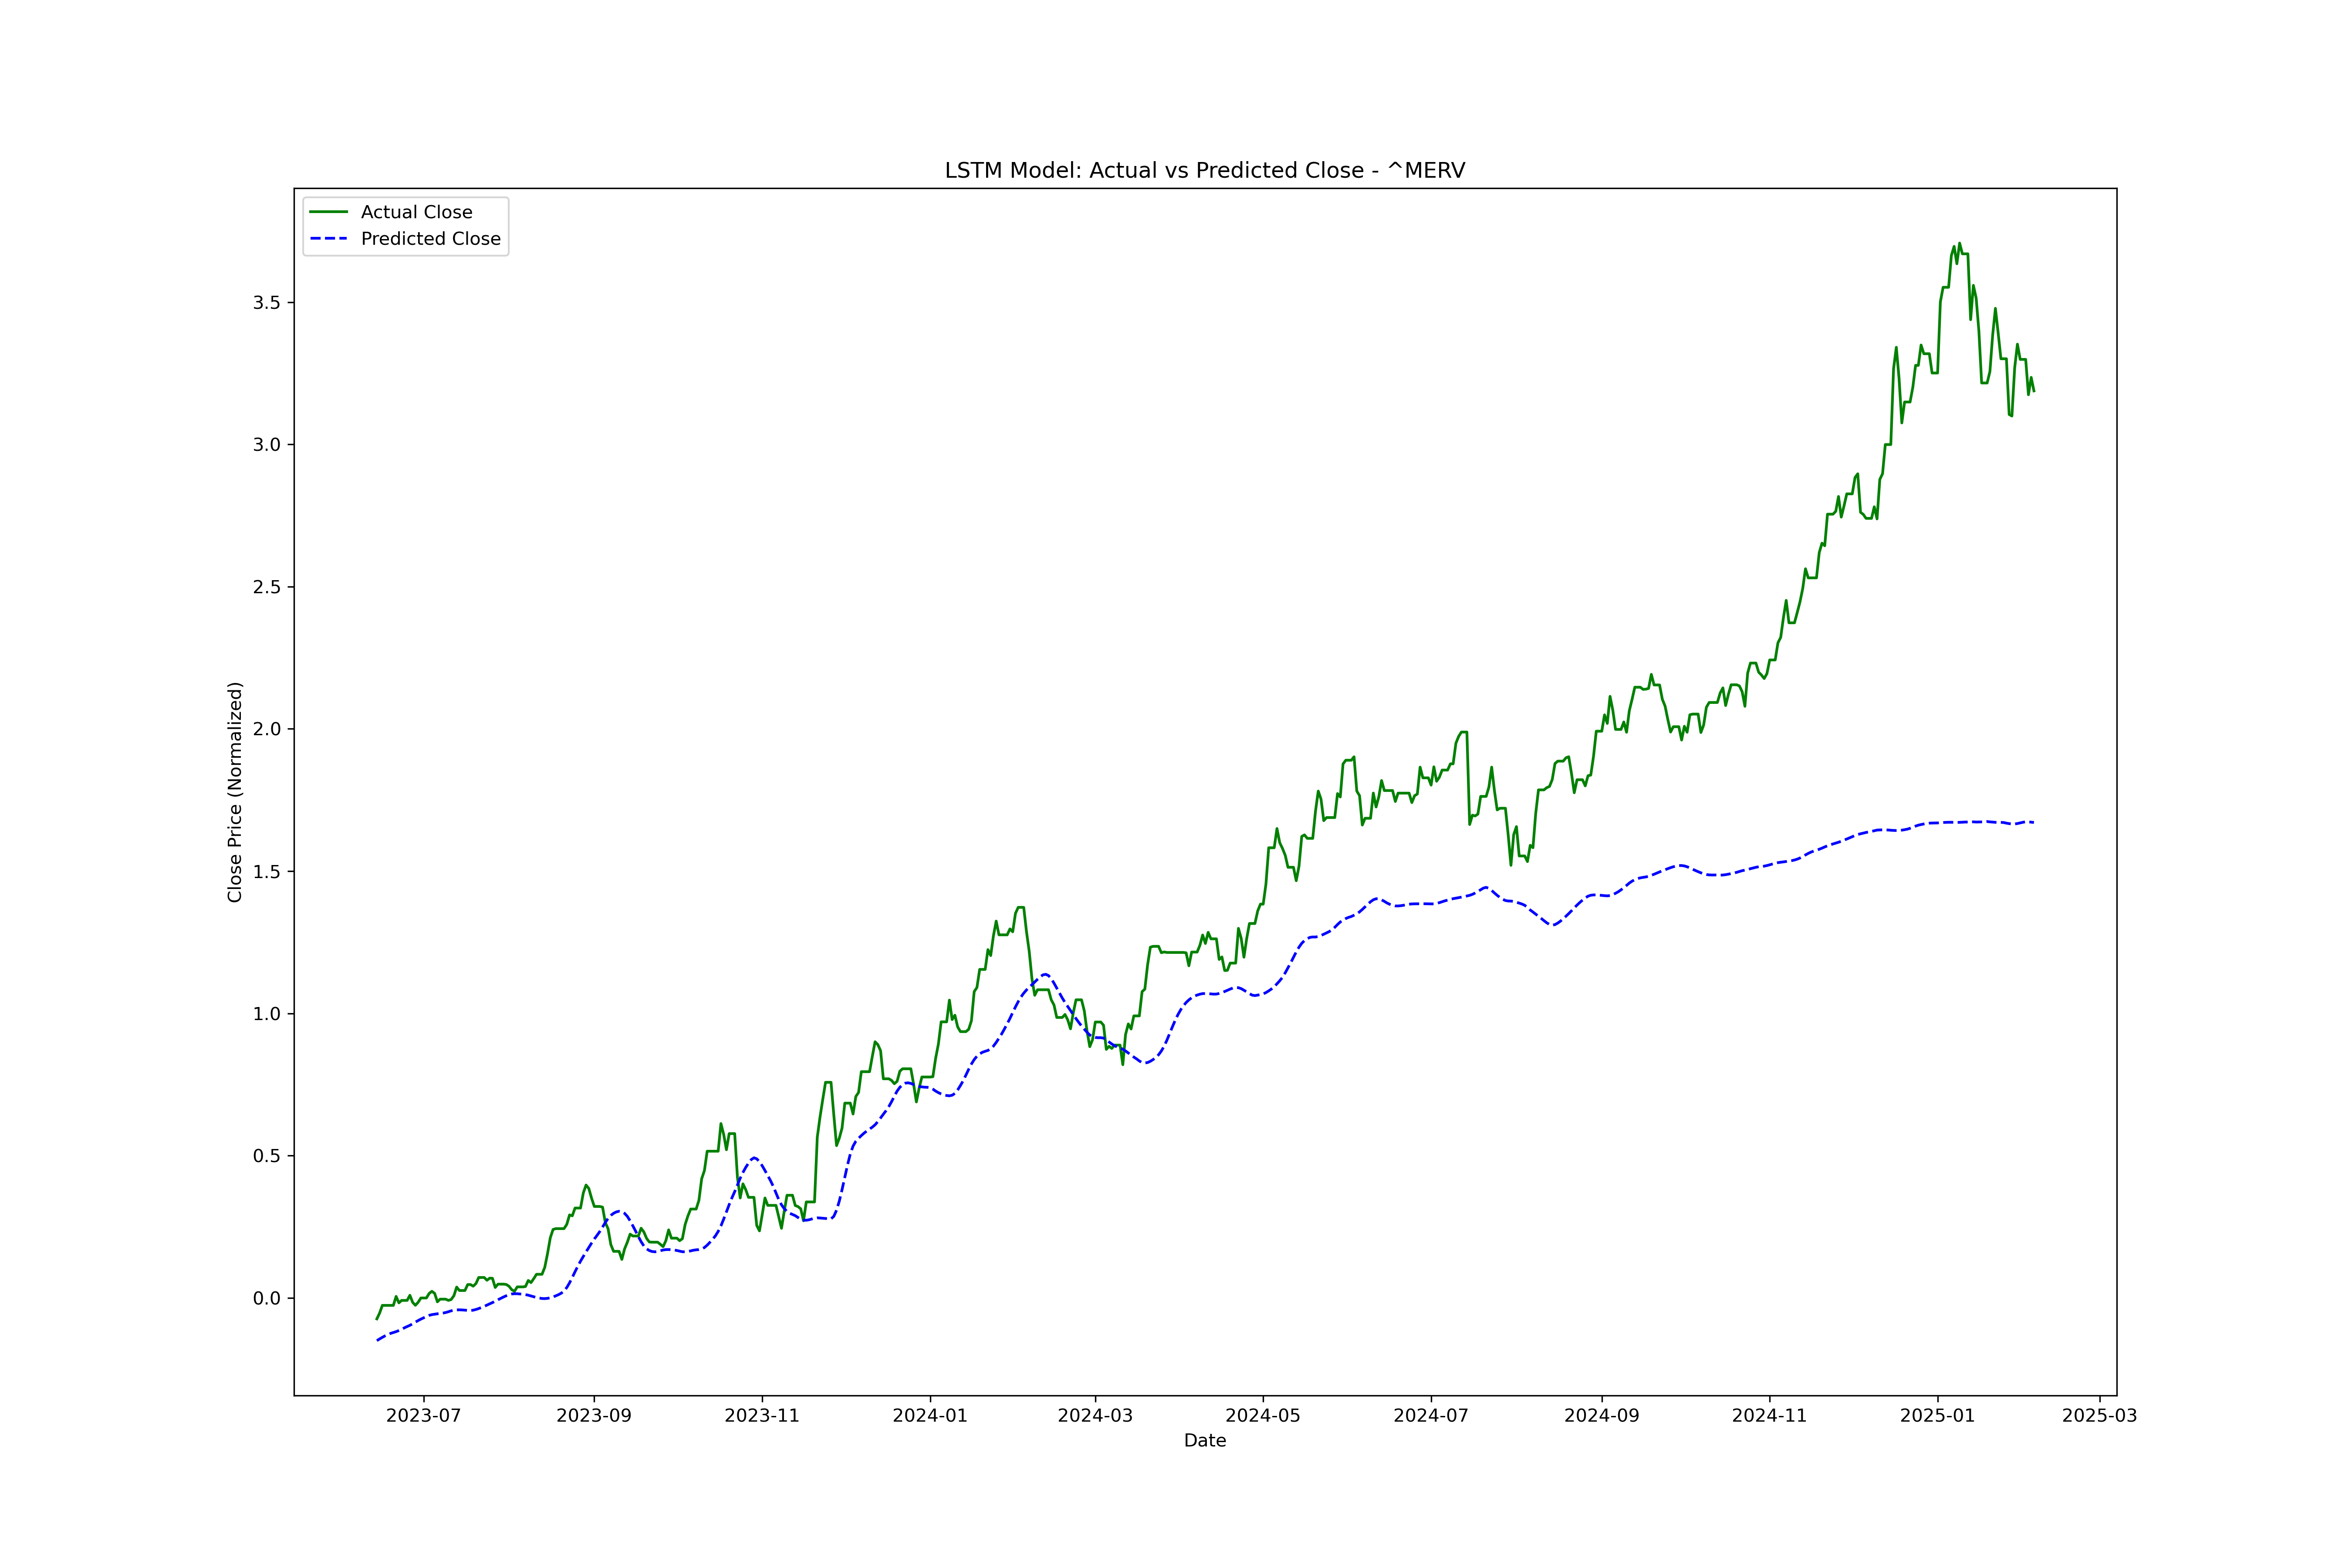 LSTM Model: Actual vs Predicted Close - ^MERV
Actual Close
Predicted Close
Close Price (Normalized)
3.5
3.0
2.5
2.0
1.5
1.0
0.5
0.0
2023-07 2023-09 2023-11 2024-01 2024-03 2024-05 2024-07 2024-09 2024-11 2025-01 2025-03
Date